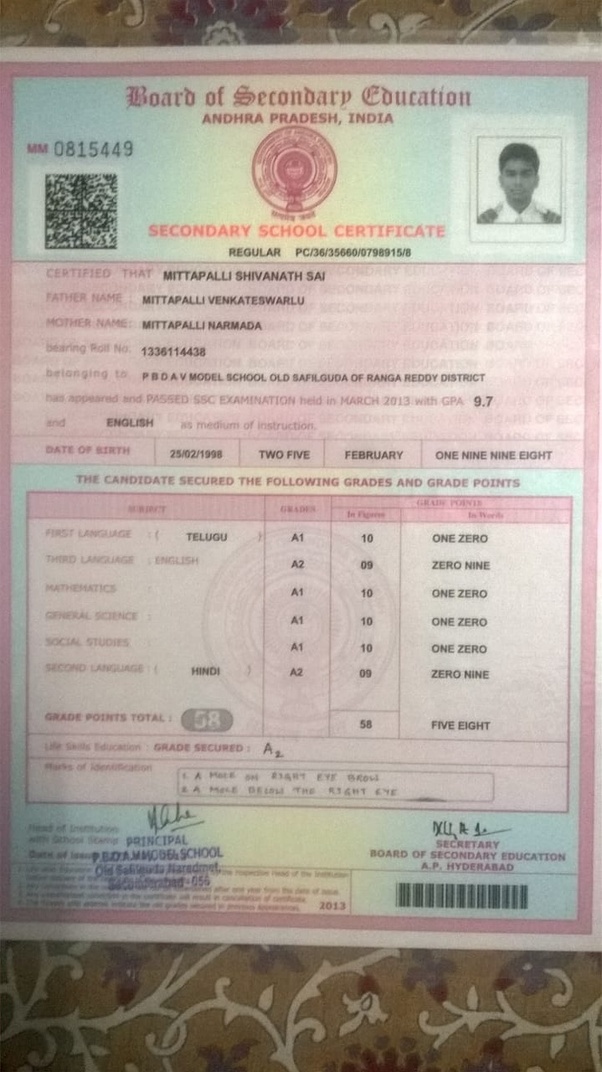 Board of Secondary Education
ANDHRA PRADESH, INDIA
MM 0815449
SECONDARY SCHOOL CERTIFICATE
REGULAR PC/36/35660/0798915/8
CERTIFIED THAT MITTAPALLI SHIVANATH SAI
FATHER NAME : MITTAPALLI VENKATESWARLU
MOTHER NAME: MITTAPALLI NARMADA
bearing Roll No. 1336114438
belonging to P B D A V MODEL SCHOOL OLD SAFILGUDA OF RANGA REDDY DISTRICT
has appeared and PASSED SSC EXAMINATION held in MARCH 2013 with GPA 9.7
and ENGLISH as medium of instruction.
DATE OF BIRTH 25/02/1998 TWO FIVE FEBRUARY ONE NINE NINE EIGHT
THE CANDIDATE SECURED THE FOLLOWING GRADES AND GRADE POINTS
SUBJECT GRADES GRADE POINTS
In Figures In Words
FIRST LANGUAGE : ( TELUGU ) A1 10 ONE ZERO
THIRD LANGUAGE : ENGLISH A2 09 ZERO NINE
MATHEMATICS : A1 10 ONE ZERO
GENERAL SCIENCE : A1 10 ONE ZERO
SOCIAL STUDIES : A1 10 ONE ZERO
SECOND LANGUAGE : ( HINDI ) A2 09 ZERO NINE
GRADE POINTS TOTAL : 58 58 FIVE EIGHT
Life Skills Education : GRADE SECURED : A2
Marks of Identification
1. A MOLE ON RIGHT EYE BROW
2. A MOLE BELOW THE RIGHT EYE
Head of Institution
with School Stamp PRINCIPAL
Date of Issue P.B.D.A.V. MODEL SCHOOL
Old Safilguda Naredmet,
Secunderabad-056
SECRETARY
BOARD OF SECONDARY EDUCATION
A.P. HYDERABAD
2013